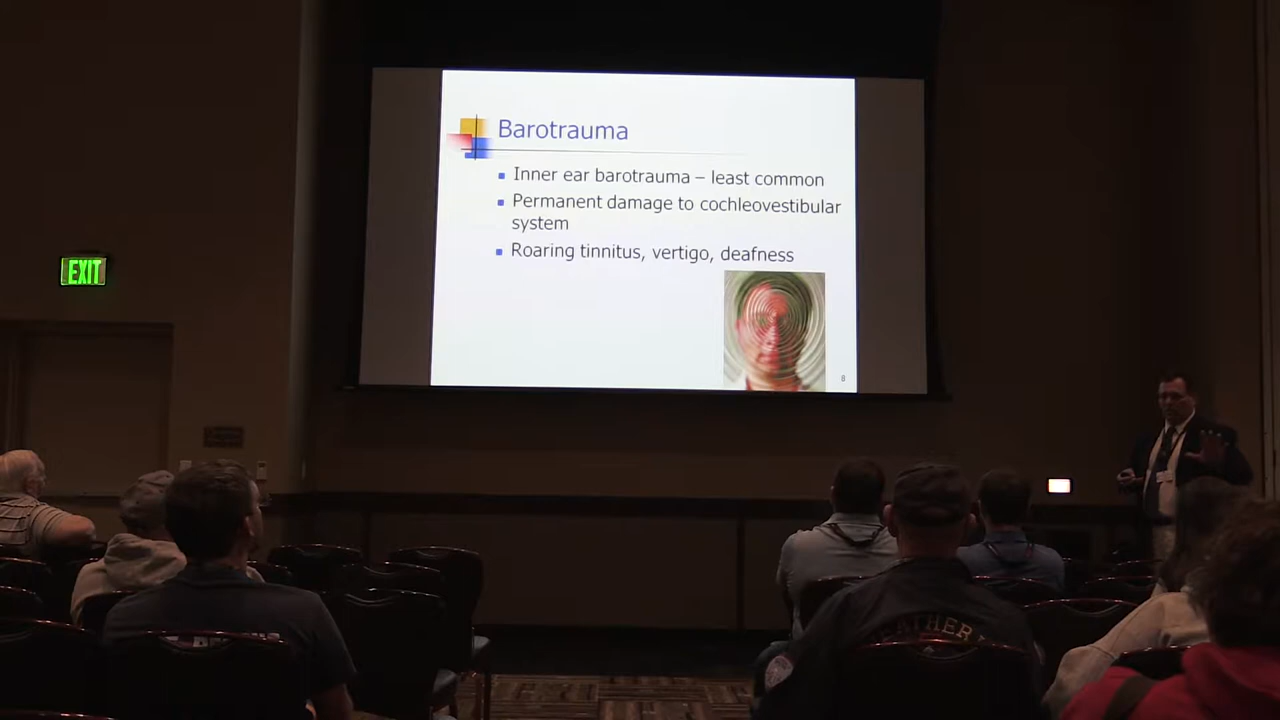 Barotrauma
Inner ear barotrauma – least common
Permanent damage to cochleovestibular
system
Roaring tinnitus, vertigo, deafness
8
EXIT